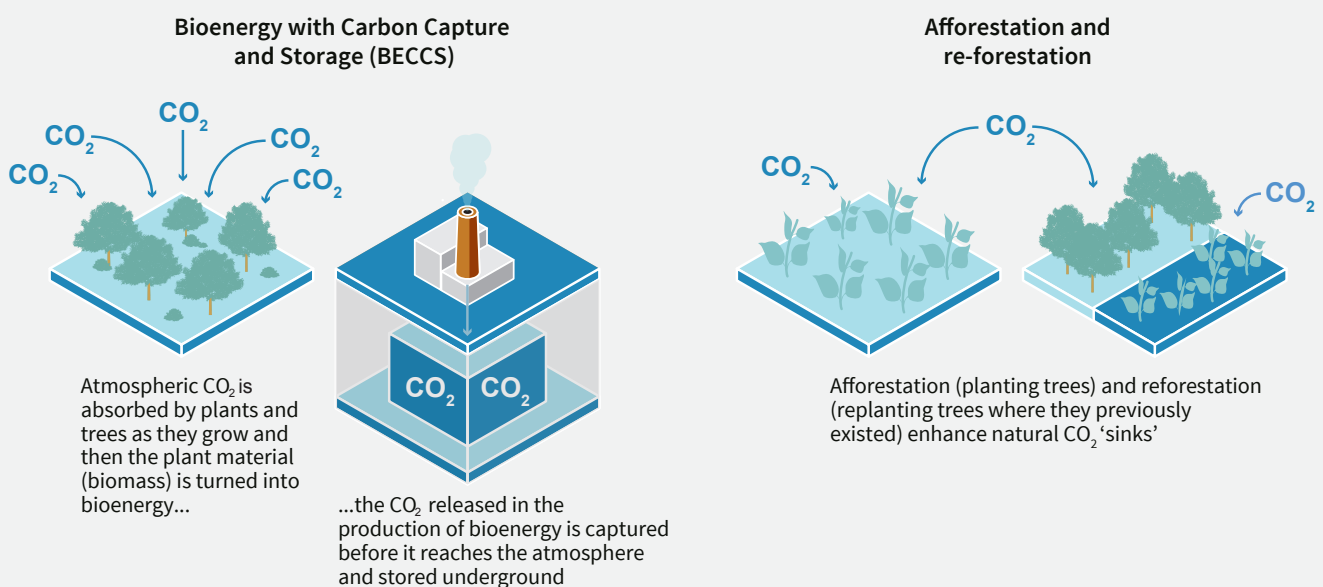 Bioenergy with Carbon Capture
and Storage (BECCS)
CO₂
CO₂
CO₂
CO₂
CO₂
CO₂
CO₂
Atmospheric CO₂ is
absorbed by plants and
trees as they grow and
then the plant material
(biomass) is turned into
bioenergy...
...the CO₂ released in the
production of bioenergy is captured
before it reaches the atmosphere
and stored underground
Afforestation and
re-forestation
CO₂
CO₂
CO₂
Afforestation (planting trees) and reforestation
(replanting trees where they previously
existed) enhance natural CO₂ ‘sinks’